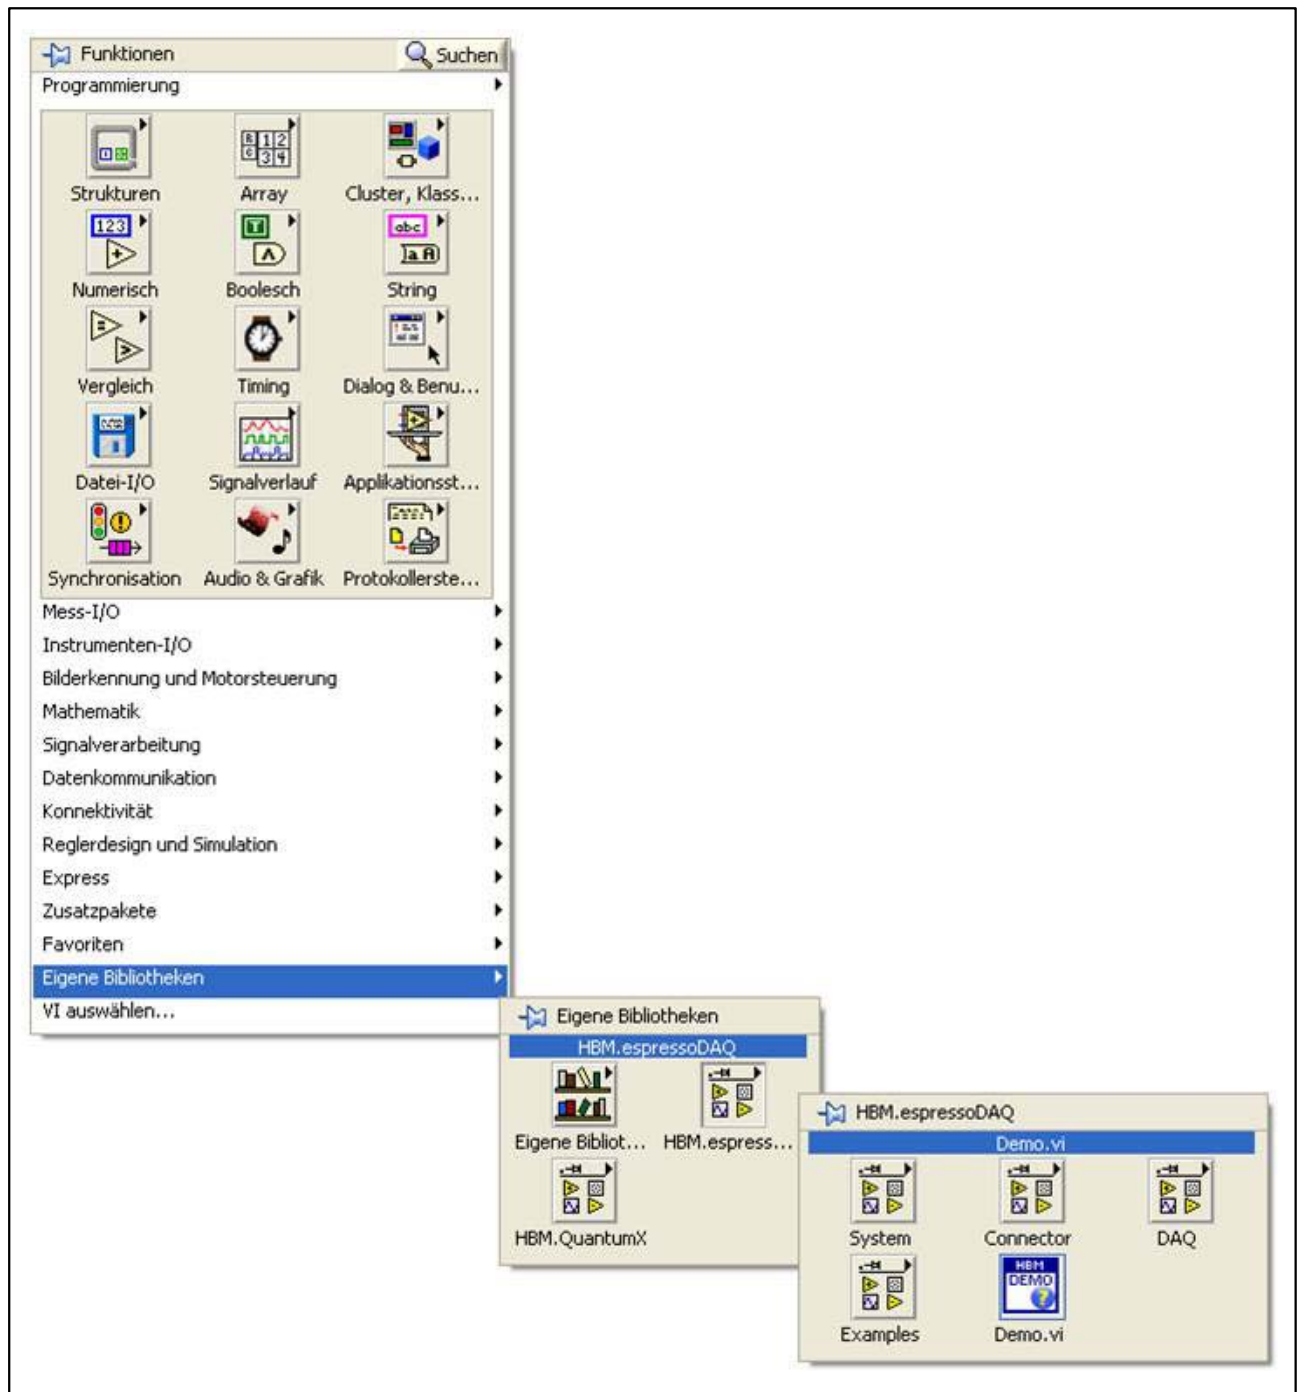 Funktionen Suchen
Programmierung
Strukturen Array Cluster, Klass...
Numerisch Boolesch String
Vergleich Timing Dialog & Benu...
Datei-I/O Signalverlauf Applikationsst...
Synchronisation Audio & Grafik Protokollerste...
Mess-I/O
Instrumenten-I/O
Bilderkennung und Motorsteuerung
Mathematik
Signalverarbeitung
Datenkommunikation
Konnektivität
Reglerdesign und Simulation
Express
Zusatzpakete
Favoriten
Eigene Bibliotheken
VI auswählen...
Eigene Bibliotheken
HBM.espressoDAQ
Eigene Bibliot... HBM.espress...
HBM.QuantumX
HBM.espressoDAQ
Demo.vi
System Connector DAQ
HBM
DEMO
Examples Demo.vi